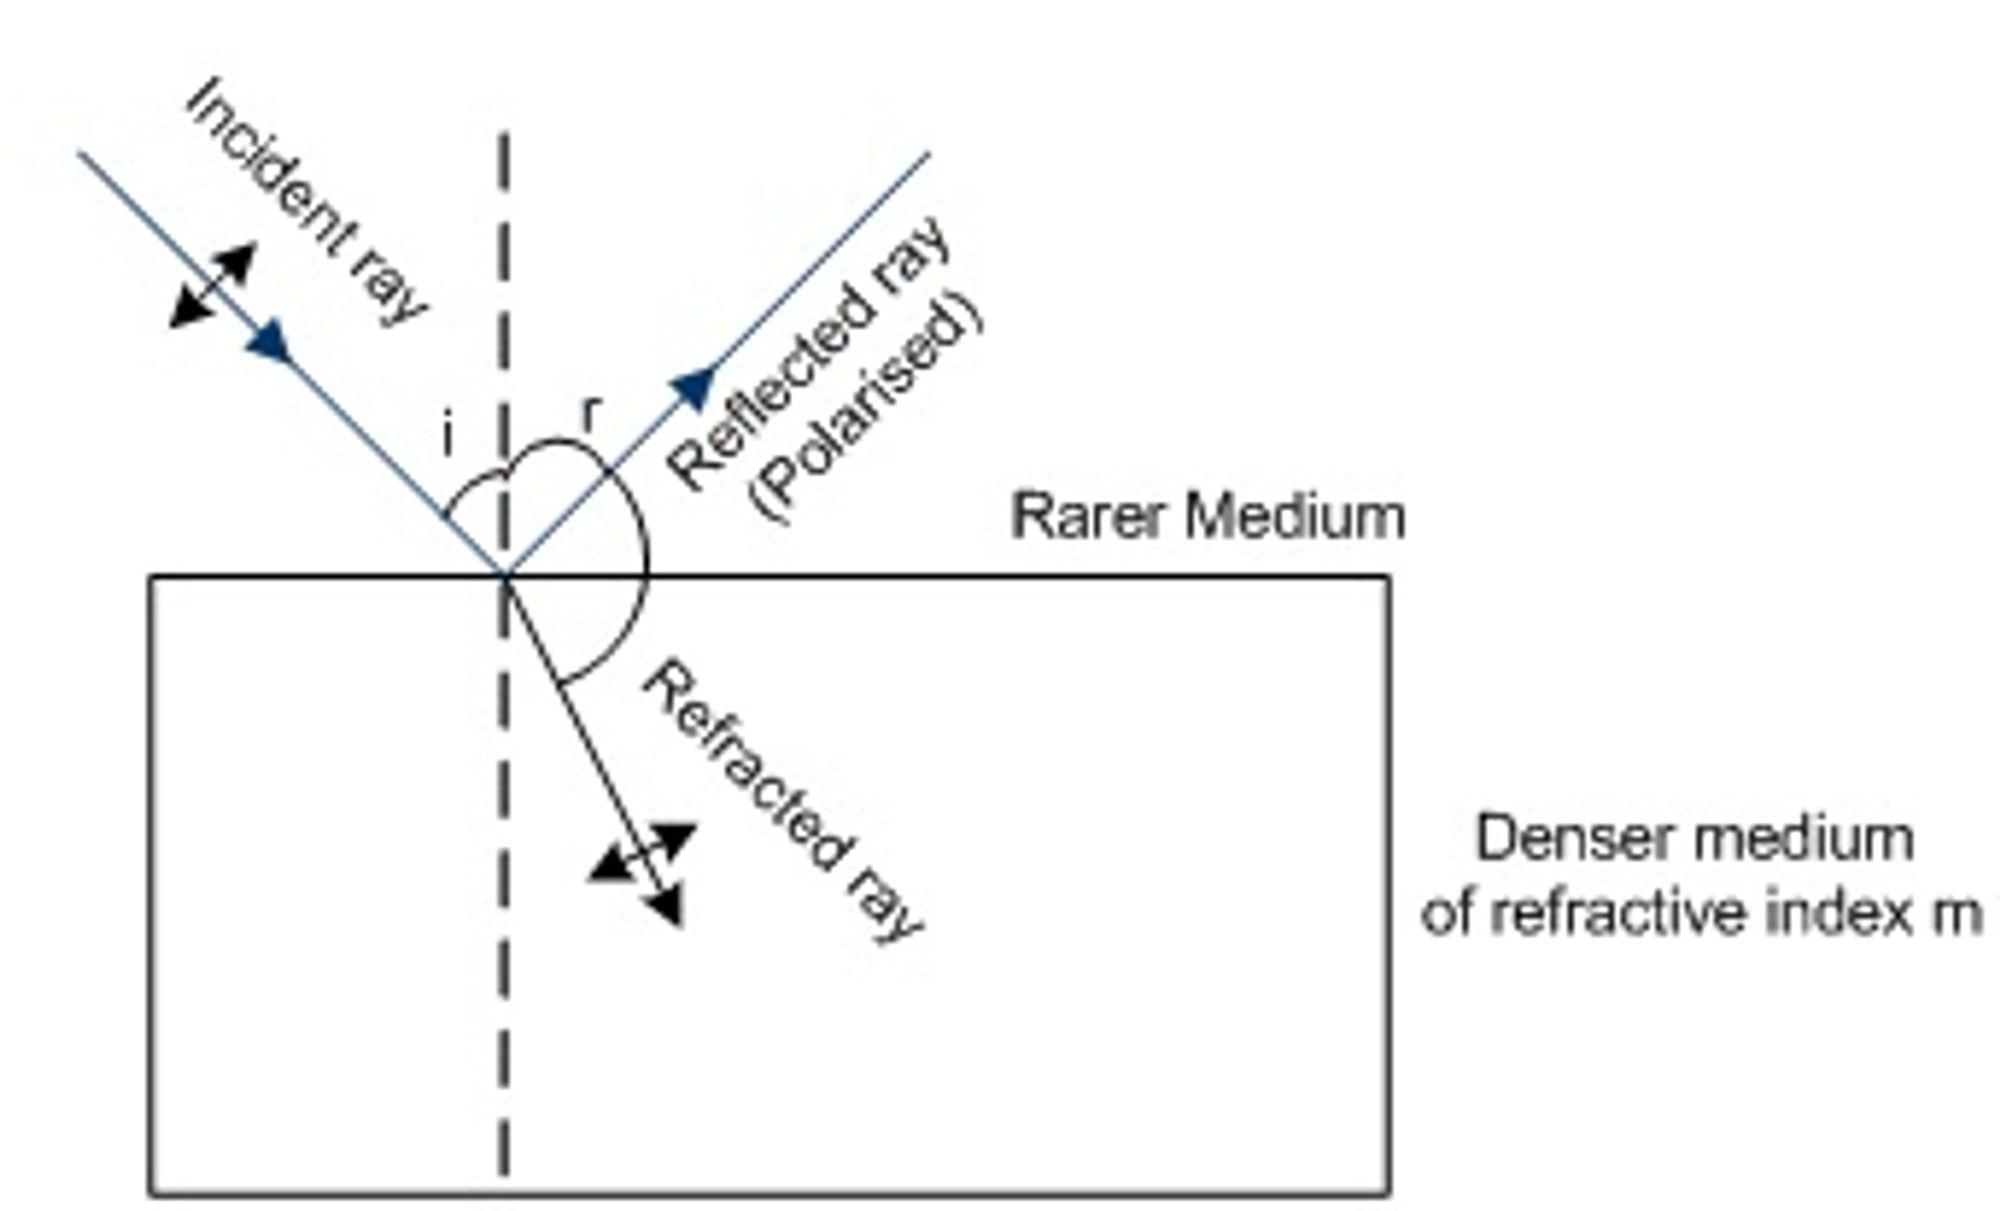 Incident ray
i
r
Reflected ray
(Polarised)
Rarer Medium
Refracted ray
Denser medium
of refractive index m